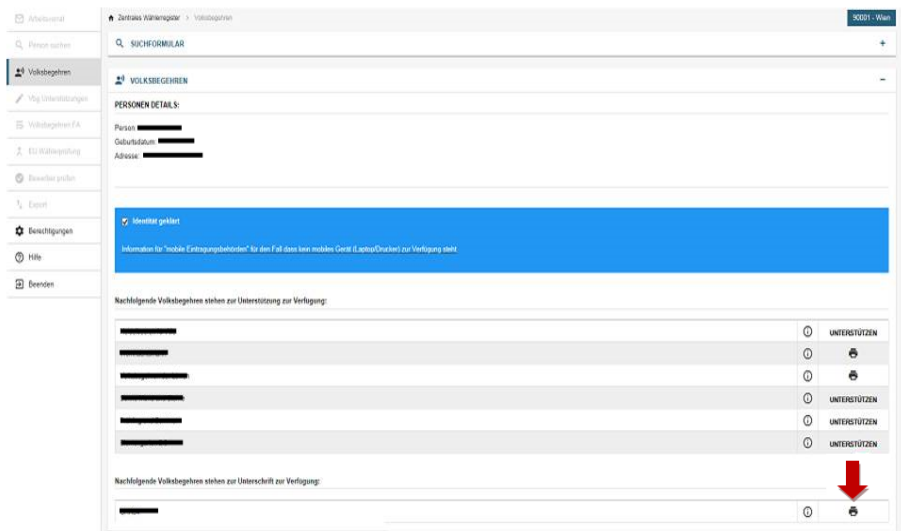 Arbeitsvorrat
Zentrales Wählerregister > Volksbegehren
90001 - Wien
Person suchen
SUCHFORMULAR +
Volksbegehren
VOLKSBEGEHREN −
Vbg Unterstützungen
PERSONEN DETAILS:
Volksbegehren FA
Person:
Geburtsdatum:
Adresse:
EU Wählerprüfung
Bewerber prüfen
Export
Identität geklärt
Berechtigungen
Information für "mobile Eintragungsbehörden" für den Fall dass kein mobiles Gerät (Laptop/Drucker) zur Verfügung steht
Hilfe
Beenden
Nachfolgende Volksbegehren stehen zur Unterstützung zur Verfügung:
UNTERSTÜTZEN
UNTERSTÜTZEN
UNTERSTÜTZEN
UNTERSTÜTZEN
Nachfolgende Volksbegehren stehen zur Unterschrift zur Verfügung: